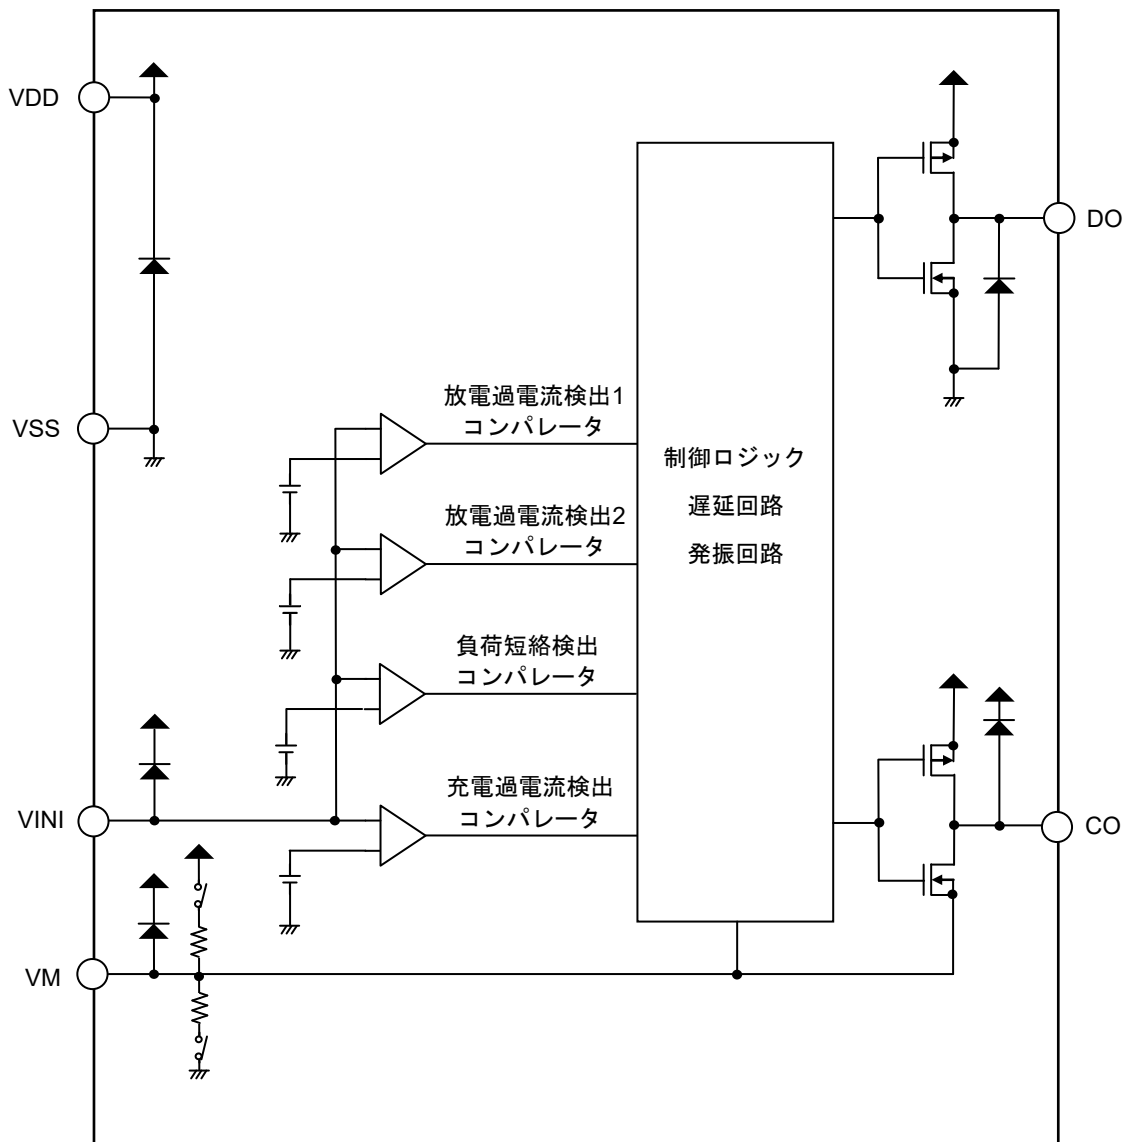 VDD
DO
VSS
放電過電流検出1
コンパレータ
放電過電流検出2
コンパレータ
負荷短絡検出
コンパレータ
充電過電流検出
コンパレータ
制御ロジック
遅延回路
発振回路
VINI
CO
VM